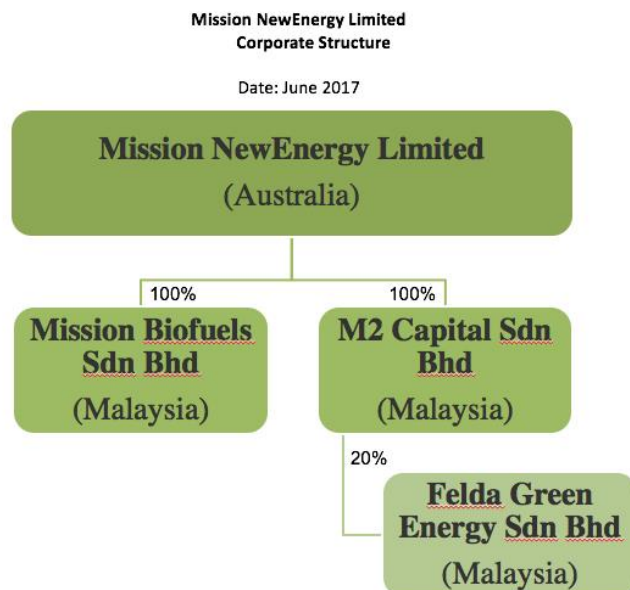 Mission NewEnergy Limited
Corporate Structure
Date: June 2017
Mission NewEnergy Limited
(Australia)
100%
100%
Mission Biofuels
Sdn Bhd
(Malaysia)
M2 Capital Sdn
Bhd
(Malaysia)
20%
Felda Green
Energy Sdn Bhd
(Malaysia)